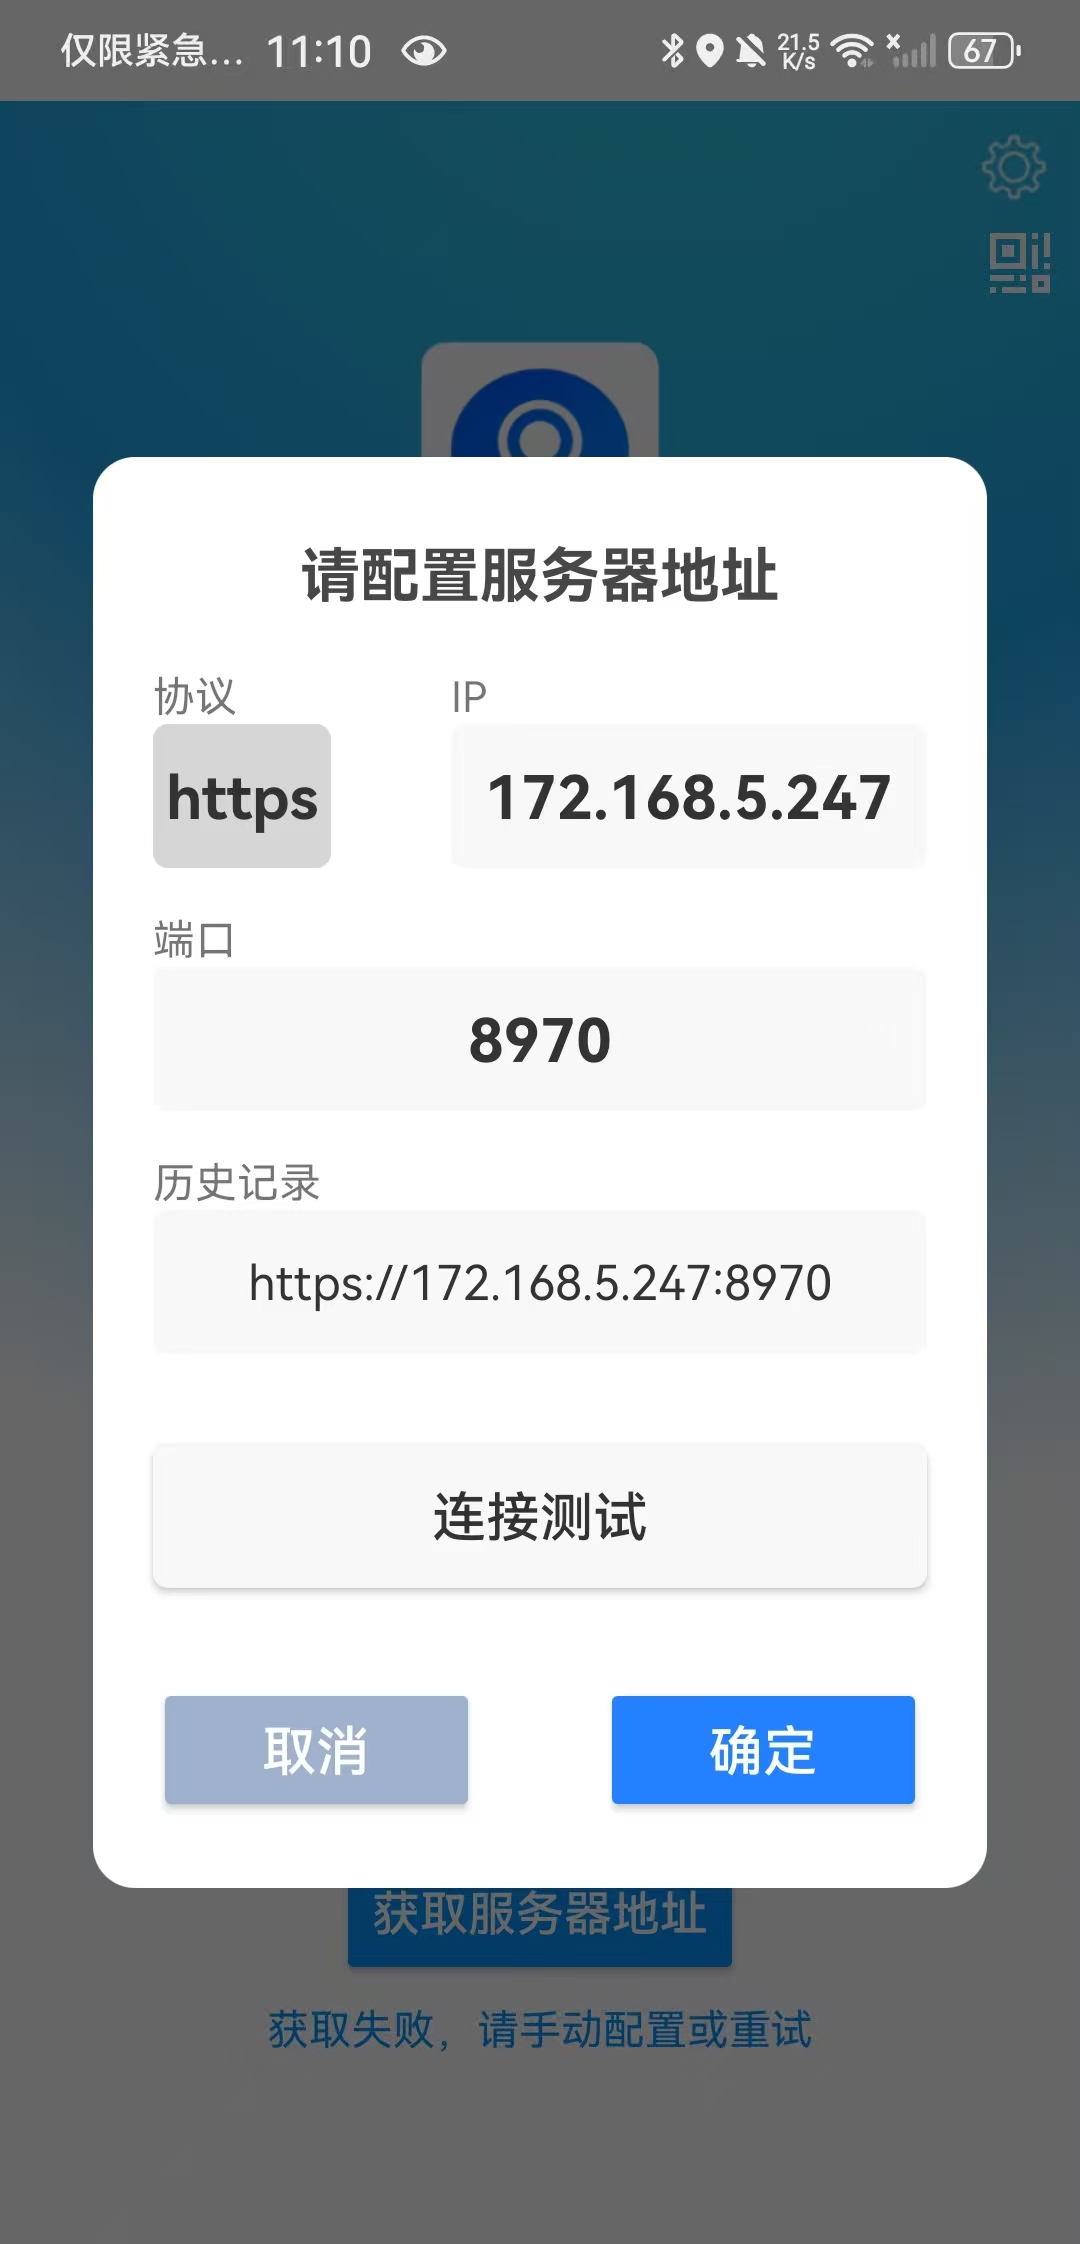 仅限紧急... 11:10 21.5 K/s 67
请配置服务器地址
协议 IP
https 172.168.5.247
端口
8970
历史记录
https://172.168.5.247:8970
连接测试
取消 确定
获取服务器地址
获取失败，请手动配置或重试